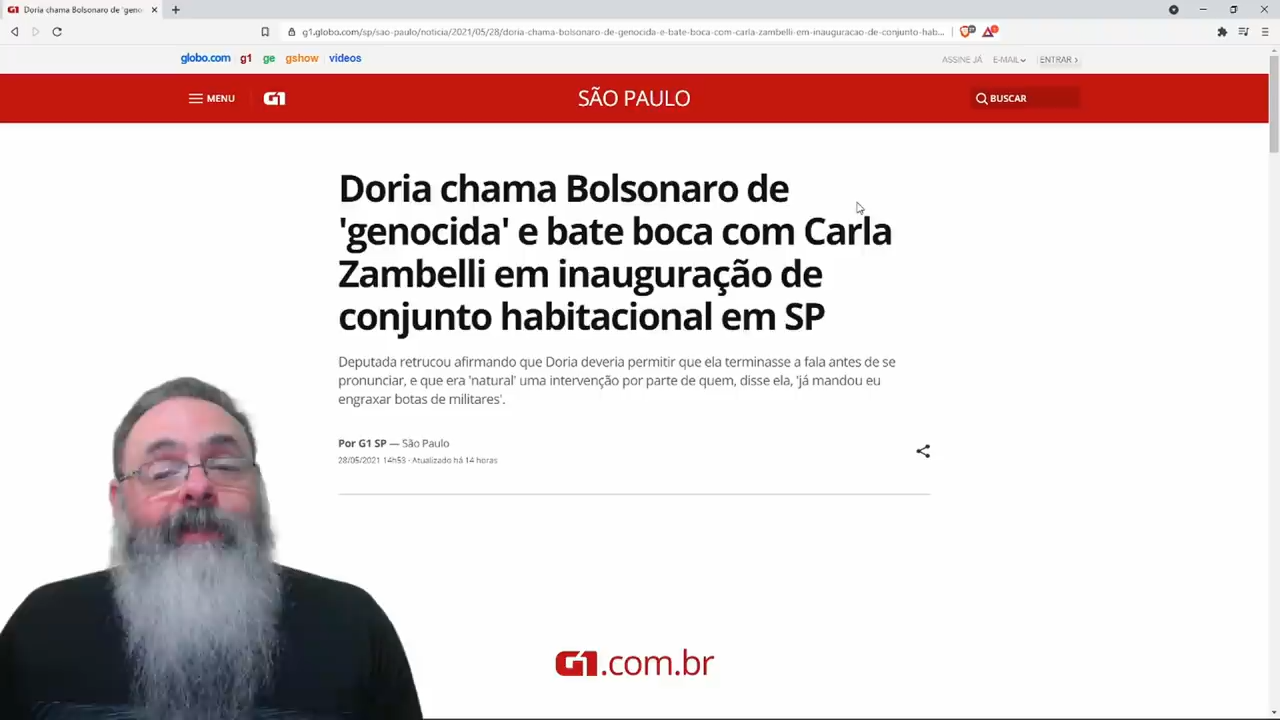 G1 Doria chama Bolsonaro de 'geno
g1.globo.com/sp/sao-paulo/noticia/2021/05/28/doria-chama-bolsonaro-de-genocida-e-bate-boca-com-carla-zambelli-em-inauguracao-de-conjunto-hab...
globo.com g1 ge gshow videos
ASSINE JÁ E-MAIL ENTRAR ›
MENU G1 SÃO PAULO BUSCAR
Doria chama Bolsonaro de
'genocida' e bate boca com Carla
Zambelli em inauguração de
conjunto habitacional em SP
Deputada retrucou afirmando que Doria deveria permitir que ela terminasse a fala antes de se
pronunciar, e que era 'natural' uma intervenção por parte de quem, disse ela, 'já mandou eu
engraxar botas de militares'.
Por G1 SP — São Paulo
28/05/2021 14h53 · Atualizado há 14 horas
G1.com.br